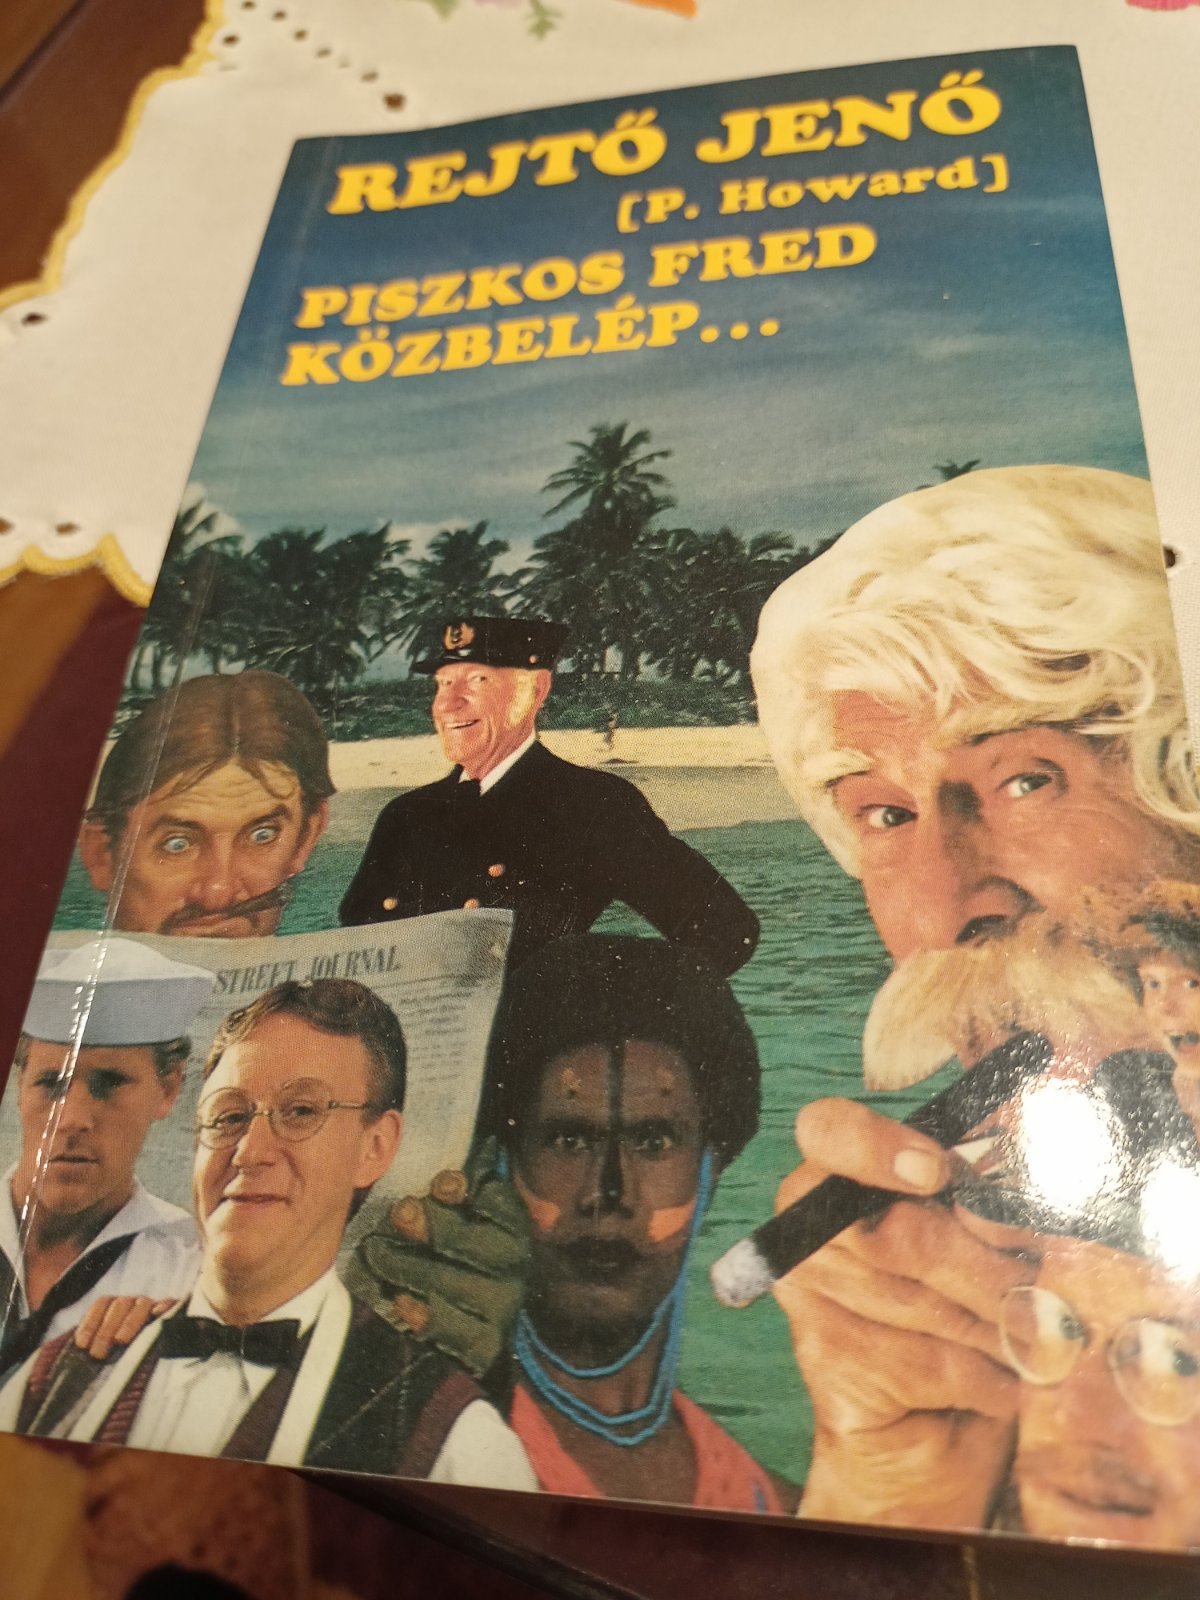 REJTŐ JENŐ
[P. Howard]
PISZKOS FRED
KÖZBELÉP...
STREET JOURNAL